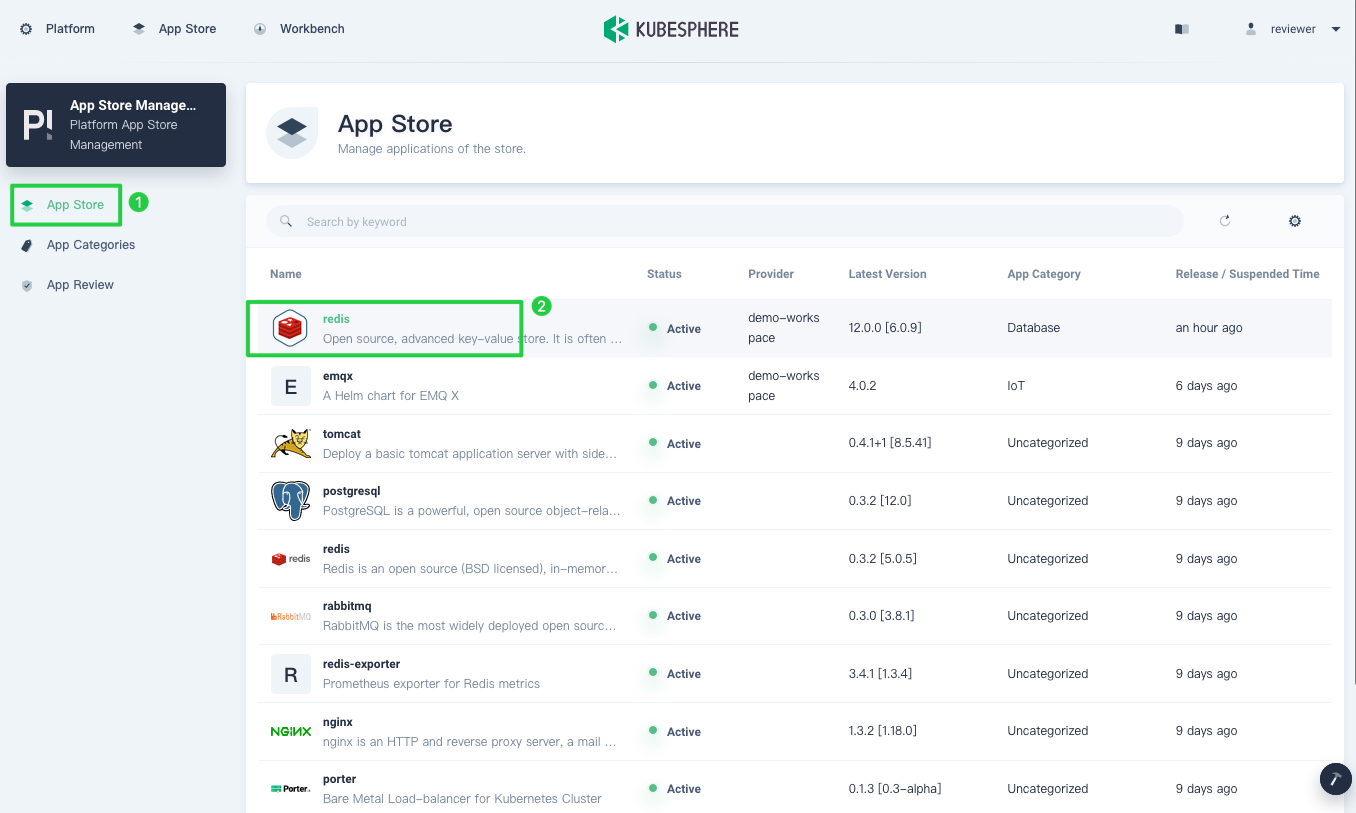 Platform
App Store
Workbench
KUBESPHERE
reviewer
App Store Manage...
Platform App Store
Management
App Store
1
App Categories
App Review
App Store
Manage applications of the store.
Search by keyword
Name Status Provider Latest Version App Category Release / Suspended Time
2
redis
Open source, advanced key-value store. It is often ...
Active
demo-works
pace
12.0.0 [6.0.9]
Database
an hour ago
E
emqx
A Helm chart for EMQ X
Active
demo-works
pace
4.0.2
IoT
6 days ago
tomcat
Deploy a basic tomcat application server with side...
Active
0.4.1+1 [8.5.41]
Uncategorized
9 days ago
postgresql
PostgreSQL is a powerful, open source object-rela...
Active
0.3.2 [12.0]
Uncategorized
9 days ago
redis
redis
Redis is an open source (BSD licensed), in-memor...
Active
0.3.2 [5.0.5]
Uncategorized
9 days ago
RabbitMQ
rabbitmq
RabbitMQ is the most widely deployed open sourc...
Active
0.3.0 [3.8.1]
Uncategorized
9 days ago
R
redis-exporter
Prometheus exporter for Redis metrics
Active
3.4.1 [1.3.4]
Uncategorized
9 days ago
NGINX
nginx
nginx is an HTTP and reverse proxy server, a mail ...
Active
1.3.2 [1.18.0]
Uncategorized
9 days ago
Porter
porter
Bare Metal Load-balancer for Kubernetes Cluster
Active
0.1.3 [0.3-alpha]
Uncategorized
9 days ago